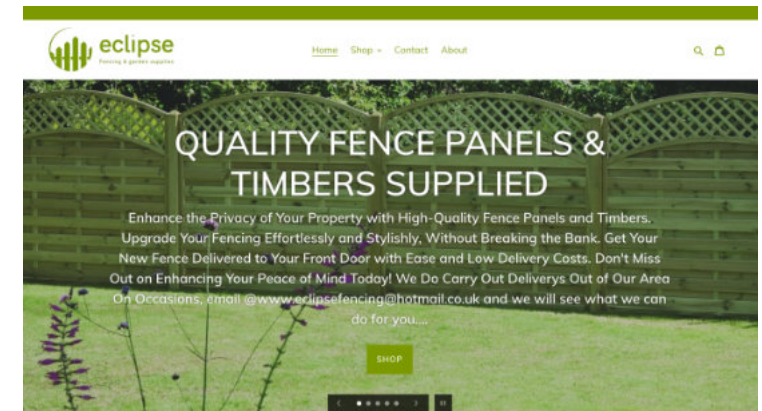 eclipse
Fencing & garden supplies
Home Shop Contact About
QUALITY FENCE PANELS &
TIMBERS SUPPLIED
Enhance the Privacy of Your Property with High-Quality Fence Panels and Timbers.
Upgrade Your Fencing Effortlessly and Stylishly, Without Breaking the Bank. Get Your
New Fence Delivered to Your Front Door with Ease and Low Delivery Costs. Don't Miss
Out on Enhancing Your Peace of Mind Today! We Do Carry Out Deliverys Out of Our Area
On Occasions, email @www.eclipsefencing@hotmail.co.uk and we will see what we can
do for you....
SHOP